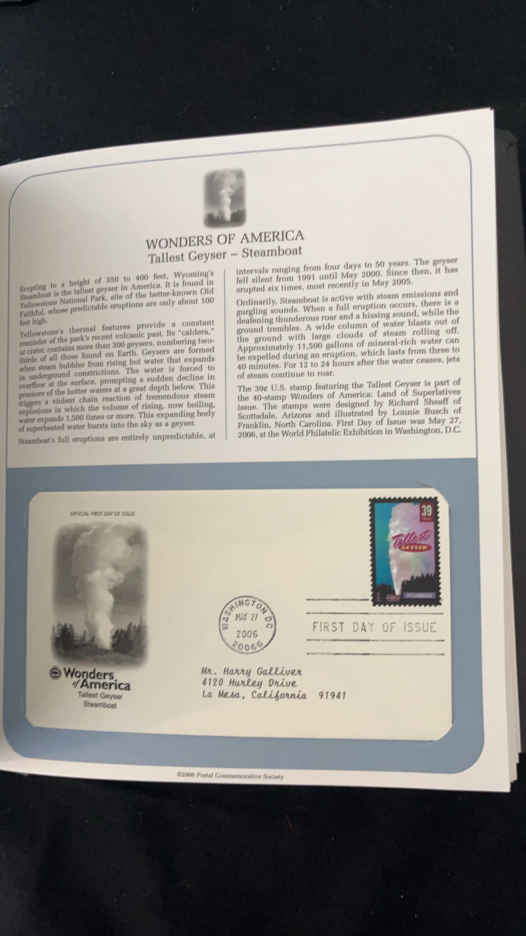 WONDERS OF AMERICA
Tallest Geyser – Steamboat
Erupting to a height of 350 to 400 feet, Wyoming's
Steamboat is the tallest geyser in America. It is found in
Yellowstone National Park, site of the better-known Old
Faithful, whose predictable eruptions are only about 100
feet high.
Yellowstone's thermal features provide a constant
reminder of the park's recent volcanic past. Its "caldera,"
or crater, contains more than 300 geysers, numbering two-
thirds of all those found on Earth. Geysers are formed
when steam bubbles from rising hot water that expands
in underground constrictions. The water is forced to
overflow at the surface, prompting a sudden decline in
pressure of the hotter waters at a great depth below. This
triggers a violent chain reaction of tremendous steam
explosions in which the volume of rising, now boiling,
water expands 1,500 times or more. This expanding body
of superheated water bursts into the sky as a geyser.
Steamboat's full eruptions are entirely unpredictable, at
intervals ranging from four days to 50 years. The geyser
fell silent from 1991 until May 2000. Since then, it has
erupted six times, most recently in May 2005.
Ordinarily, Steamboat is active with steam emissions and
gurgling sounds. When a full eruption occurs, there is a
deafening thunderous roar and a hissing sound, while the
ground trembles. A wide column of water blasts out of
the ground with large clouds of steam rolling off.
Approximately 11,500 gallons of mineral-rich water can
be expelled during an eruption, which lasts from three to
40 minutes. For 12 to 24 hours after the water ceases, jets
of steam continue to roar.
The 39¢ U.S. stamp featuring the Tallest Geyser is part of
the 40-stamp Wonders of America: Land of Superlatives
issue. The stamps were designed by Richard Sheaff of
Scottsdale, Arizona and illustrated by Lonnie Busch of
Franklin, North Carolina. First Day of Issue was May 27,
2006, at the World Philatelic Exhibition in Washington, D.C.
OFFICIAL FIRST DAY OF ISSUE
39
Tallest
GEYSER
WASHINGTON DC
MAY 27
2006
20066
FIRST DAY OF ISSUE
Wonders
of America
Tallest Geyser
Steamboat
Mr. Harry Galliver
4120 Hurley Drive
La Mesa, California 91941
©2006 Postal Commemorative Society